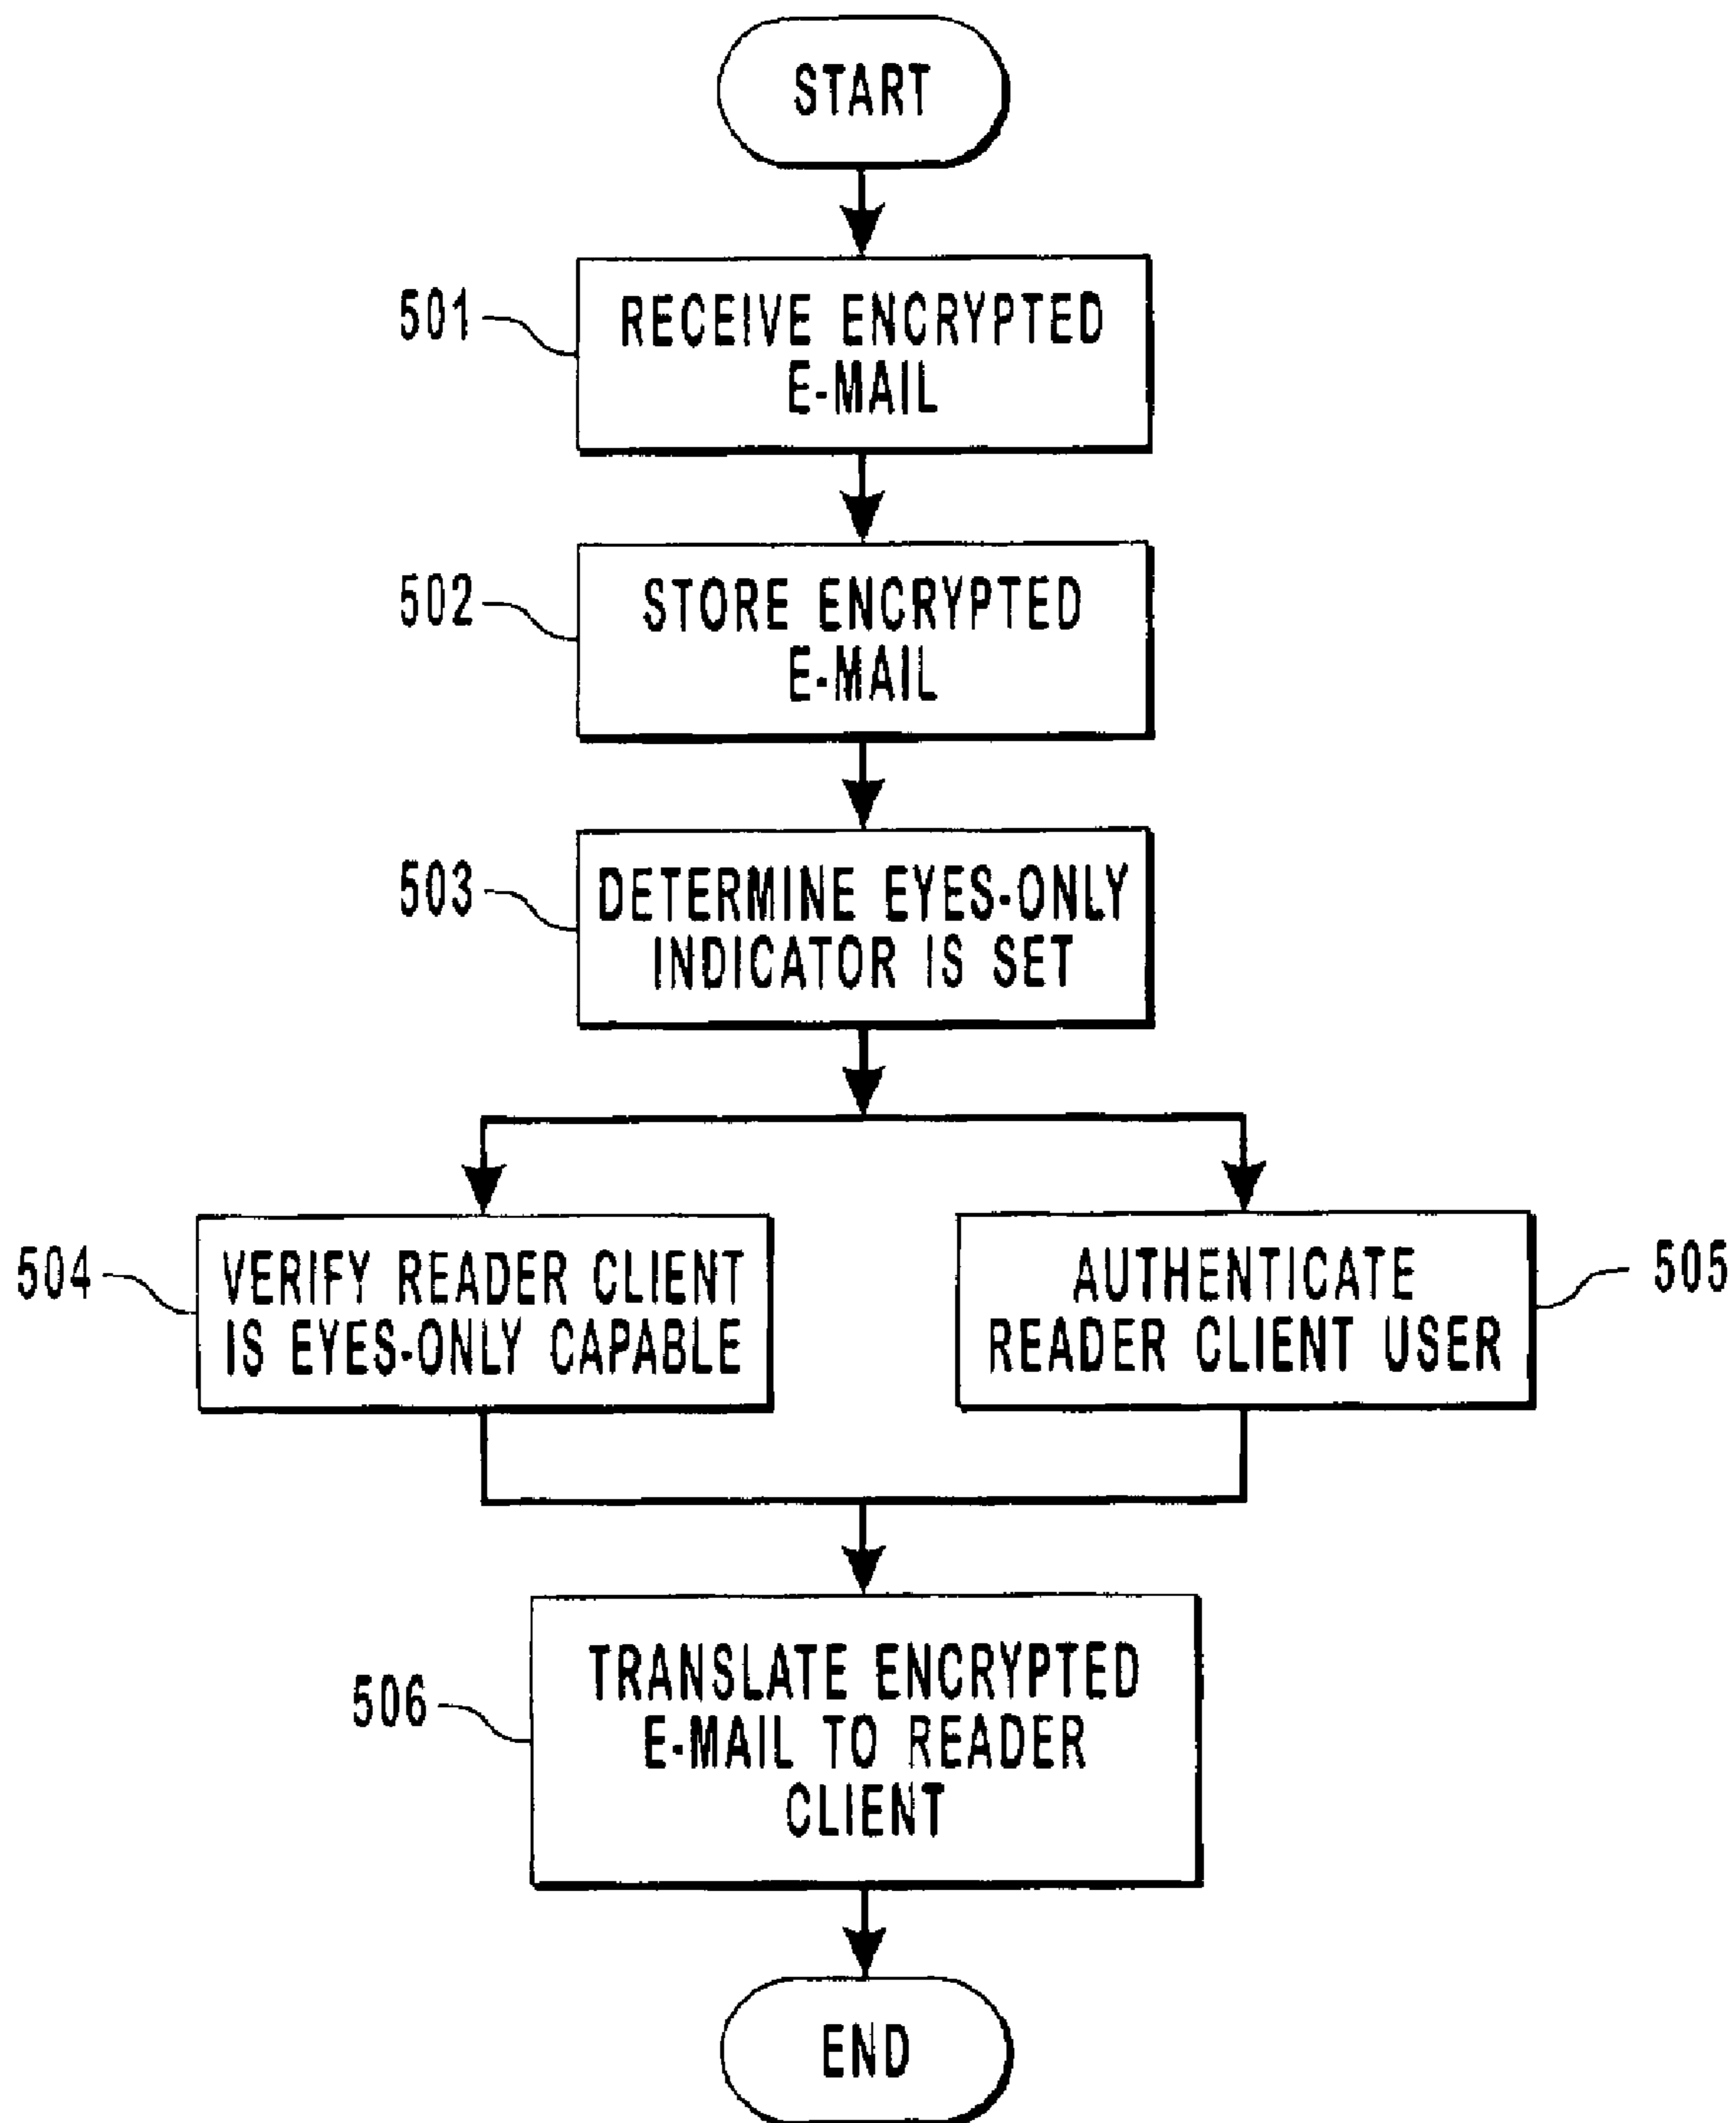 START
501
RECEIVE ENCRYPTED
E-MAIL
502
STORE ENCRYPTED
E-MAIL
503
DETERMINE EYES-ONLY
INDICATOR IS SET
504
VERIFY READER CLIENT
IS EYES-ONLY CAPABLE
AUTHENTICATE
READER CLIENT USER
505
506
TRANSLATE ENCRYPTED
E-MAIL TO READER
CLIENT
END